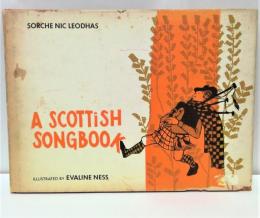 SORCHE NIC LEODHAS
A SCOTTISH
SONGBOOK
ILLUSTRATED BY EVALINE NESS